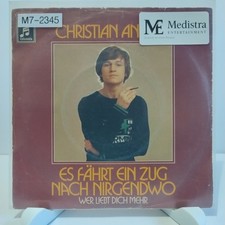 M7-2345
CHRISTIAN AN
ME Medistra
ENTERTAINMENT
ES FÄHRT EIN ZUG
NACH NIRGENDWO
WER LIEBT DICH MEHR